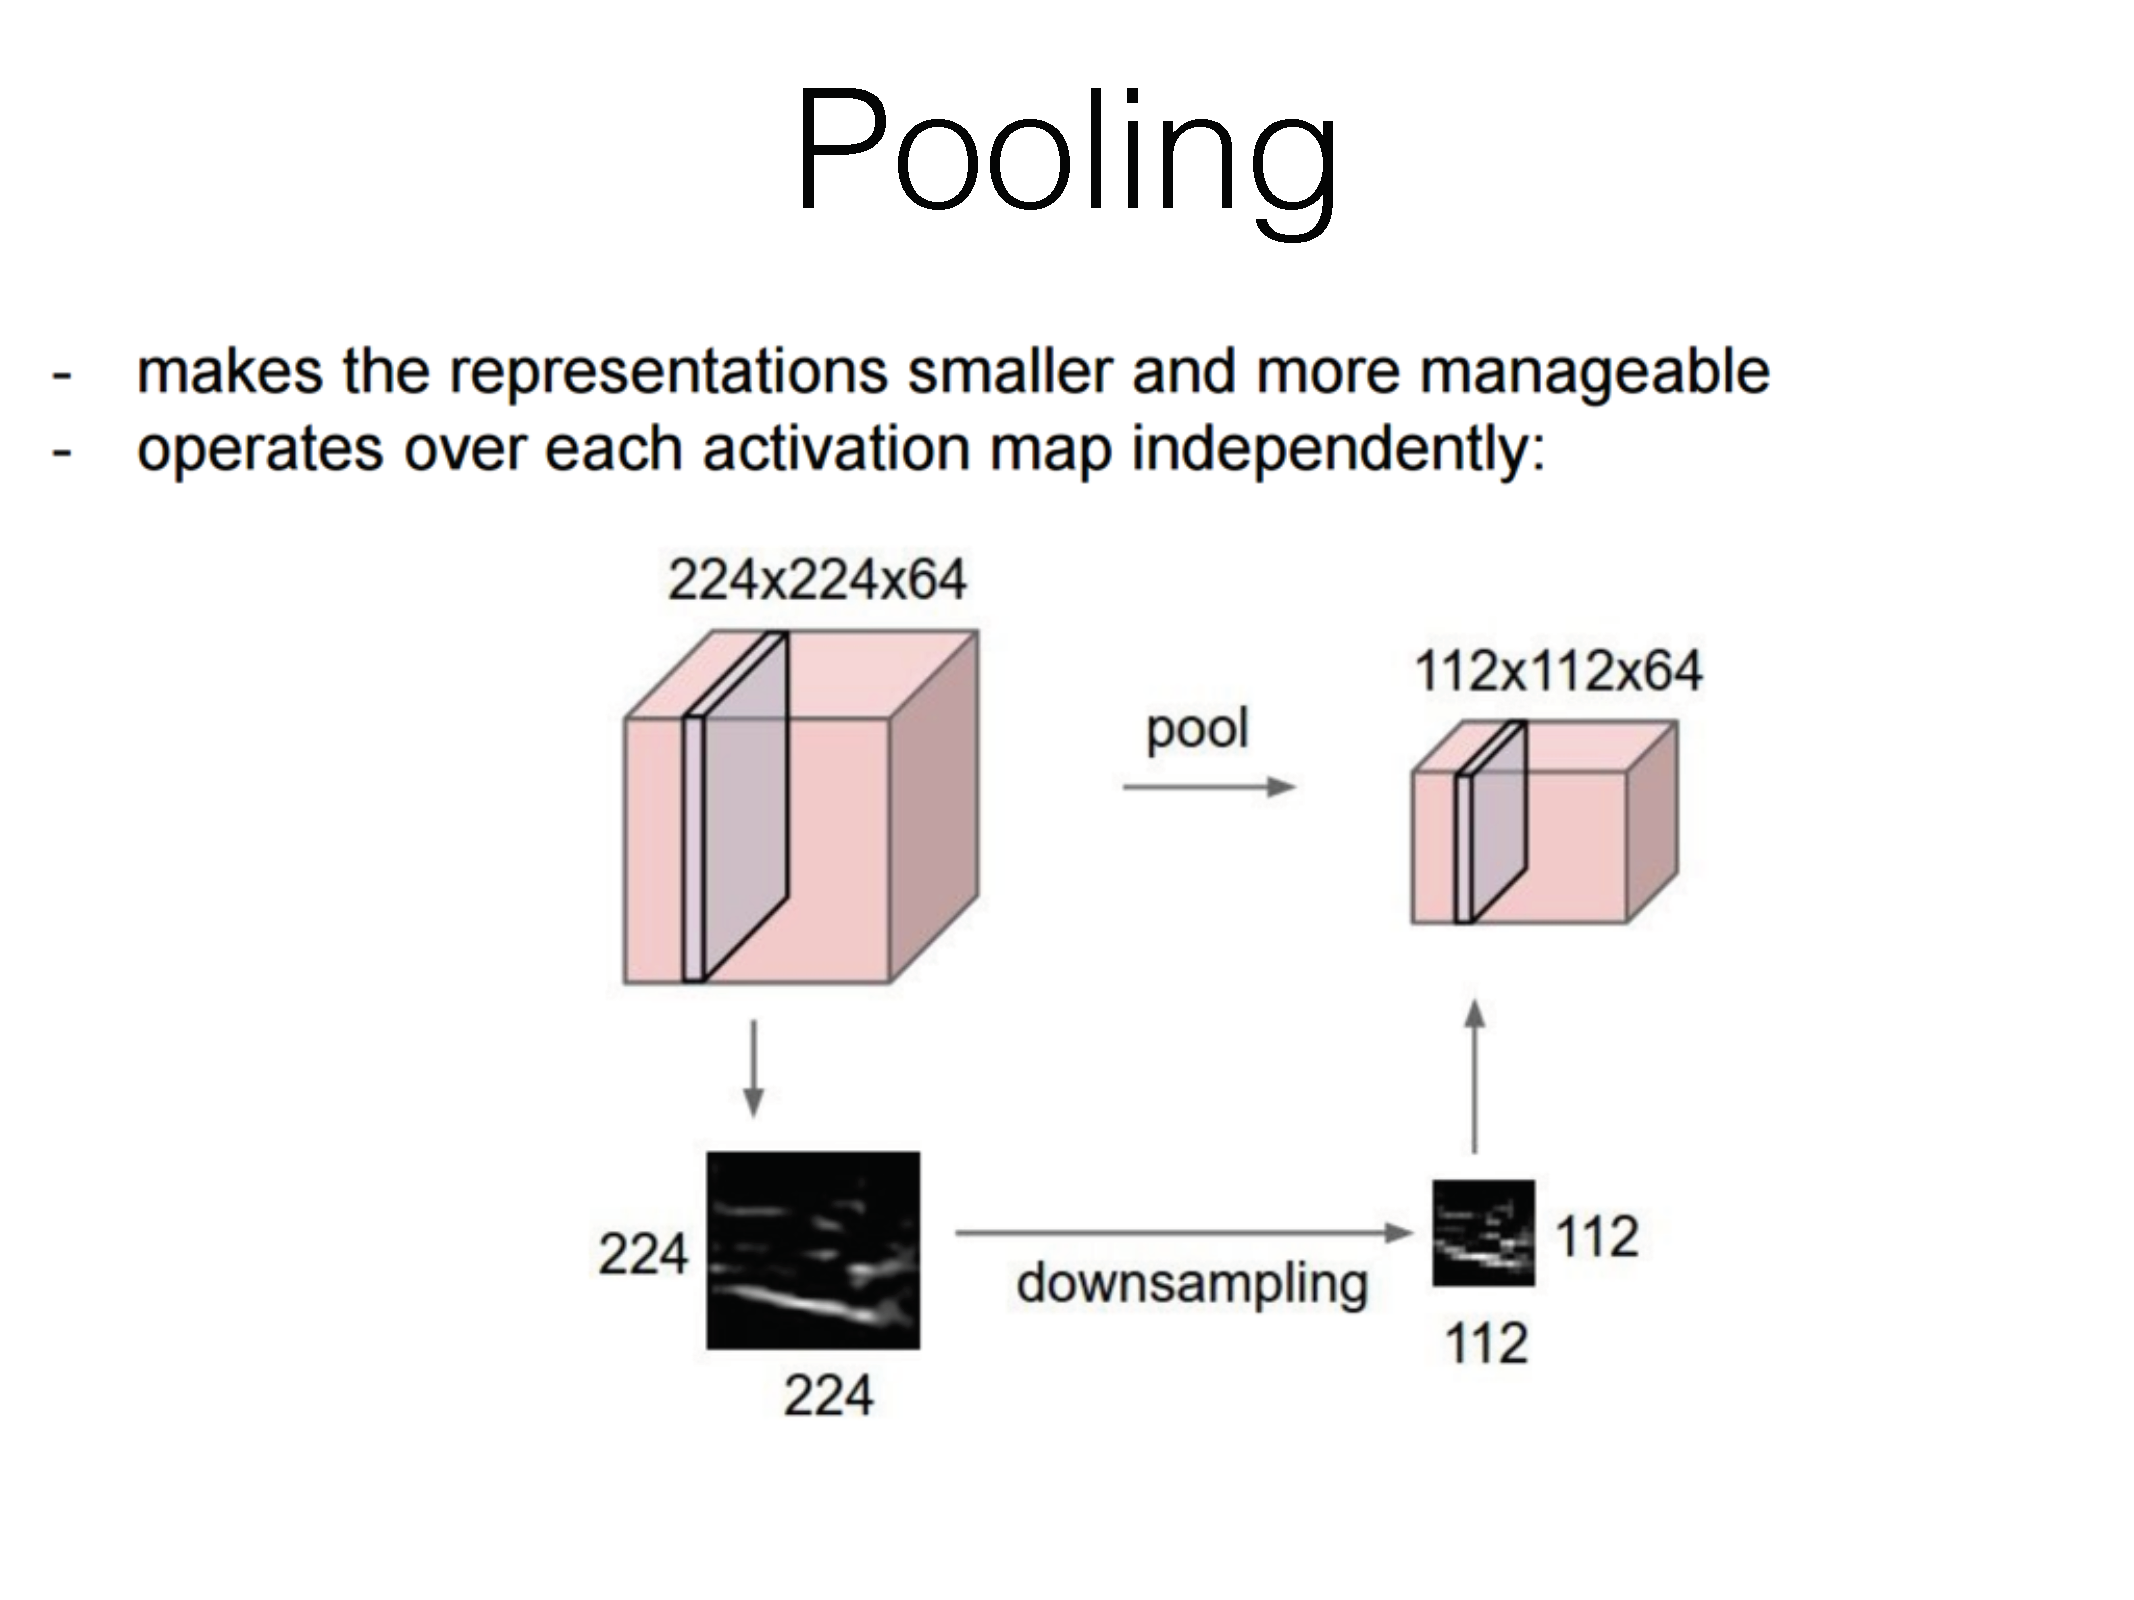 Pooling
- makes the representations smaller and more manageable
- operates over each activation map independently:
224x224x64
112x112x64
pool
224
downsampling
112
112
224